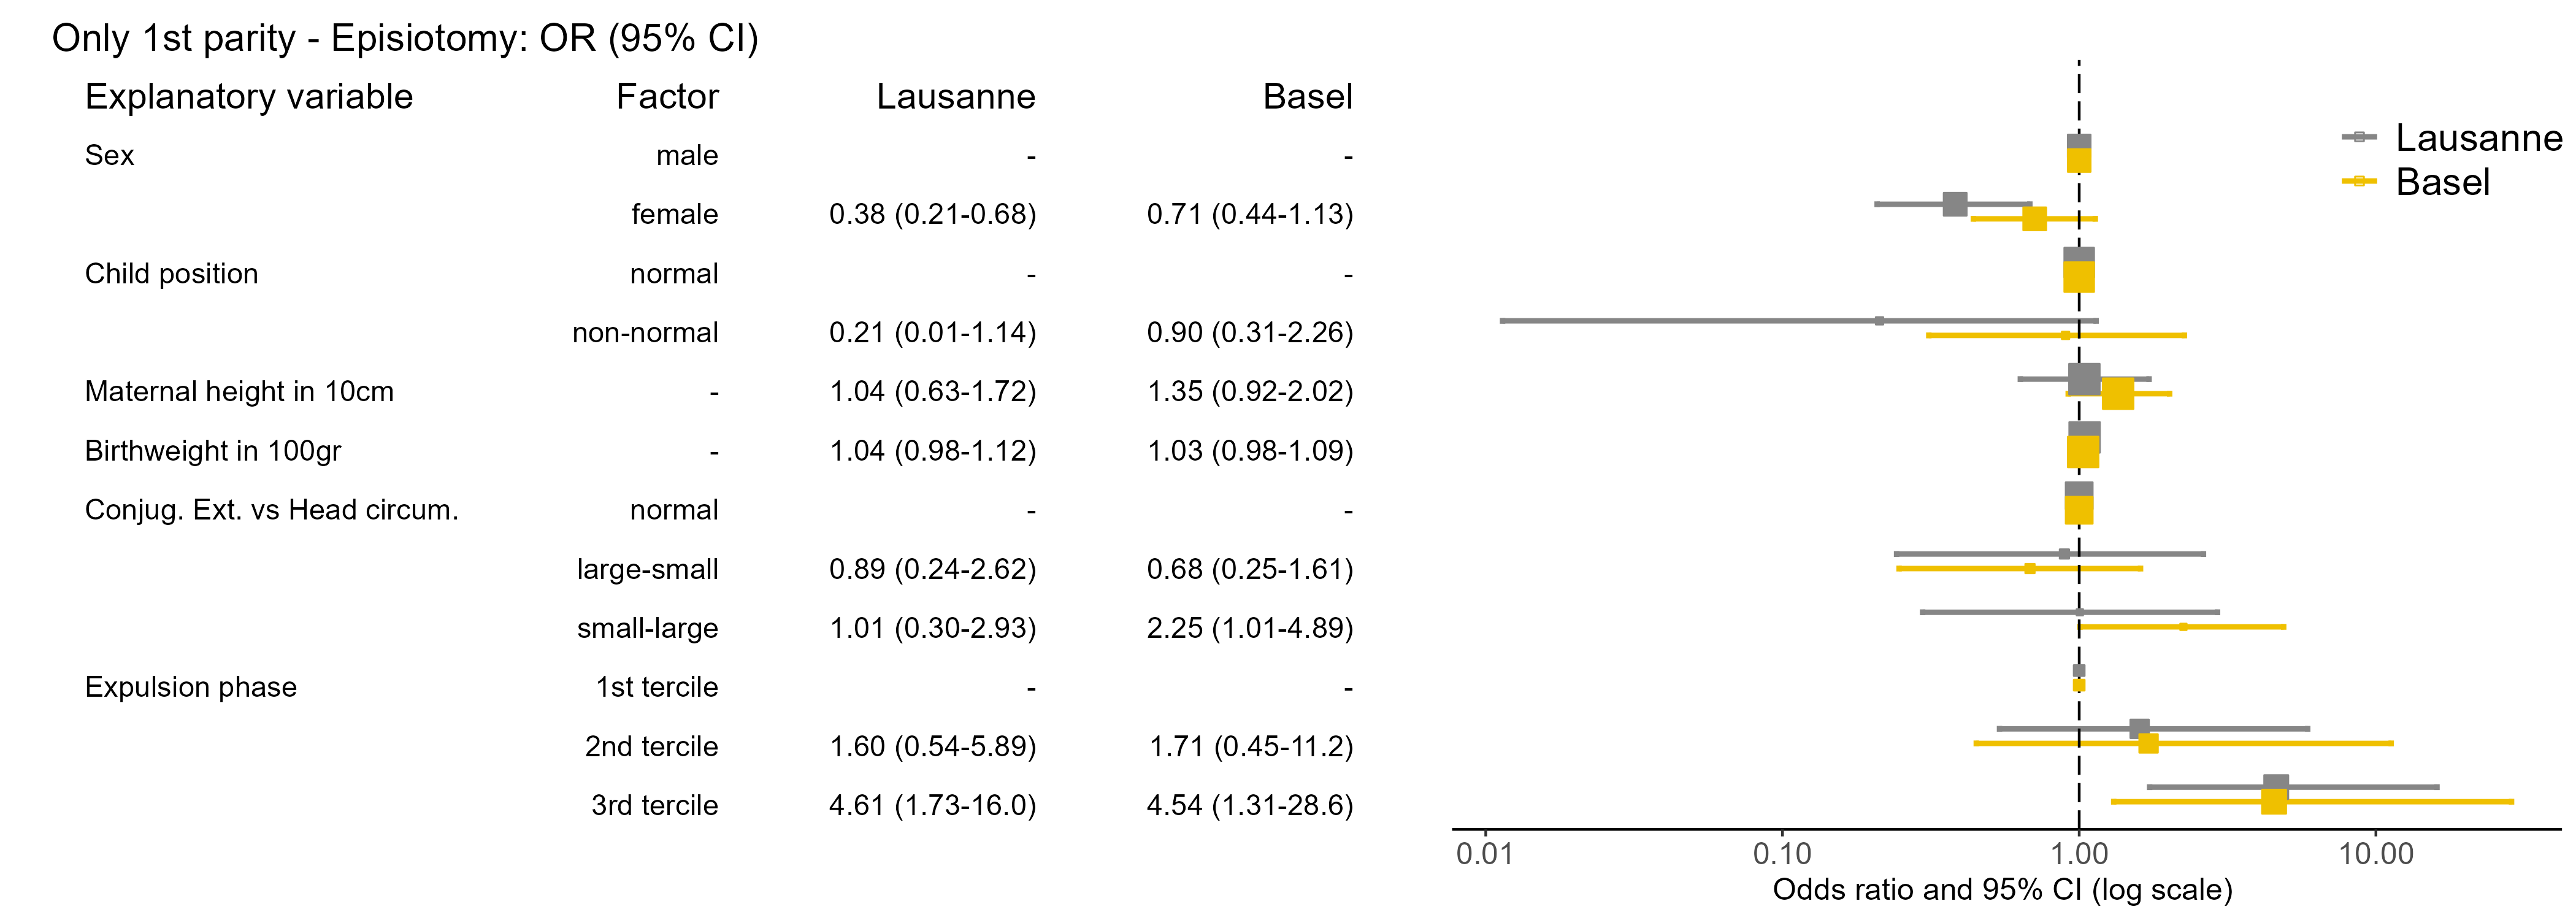 Only 1st parity - Episiotomy: OR (95% CI)
Explanatory variable Factor Lausanne Basel
Sex male - -
female 0.38 (0.21-0.68) 0.71 (0.44-1.13)
Child position normal - -
non-normal 0.21 (0.01-1.14) 0.90 (0.31-2.26)
Maternal height in 10cm - 1.04 (0.63-1.72) 1.35 (0.92-2.02)
Birthweight in 100gr - 1.04 (0.98-1.12) 1.03 (0.98-1.09)
Conjug. Ext. vs Head circum. normal - -
large-small 0.89 (0.24-2.62) 0.68 (0.25-1.61)
small-large 1.01 (0.30-2.93) 2.25 (1.01-4.89)
Expulsion phase 1st tercile - -
2nd tercile 1.60 (0.54-5.89) 1.71 (0.45-11.2)
3rd tercile 4.61 (1.73-16.0) 4.54 (1.31-28.6)
Lausanne
Basel
0.01 0.10 1.00 10.00
Odds ratio and 95% CI (log scale)